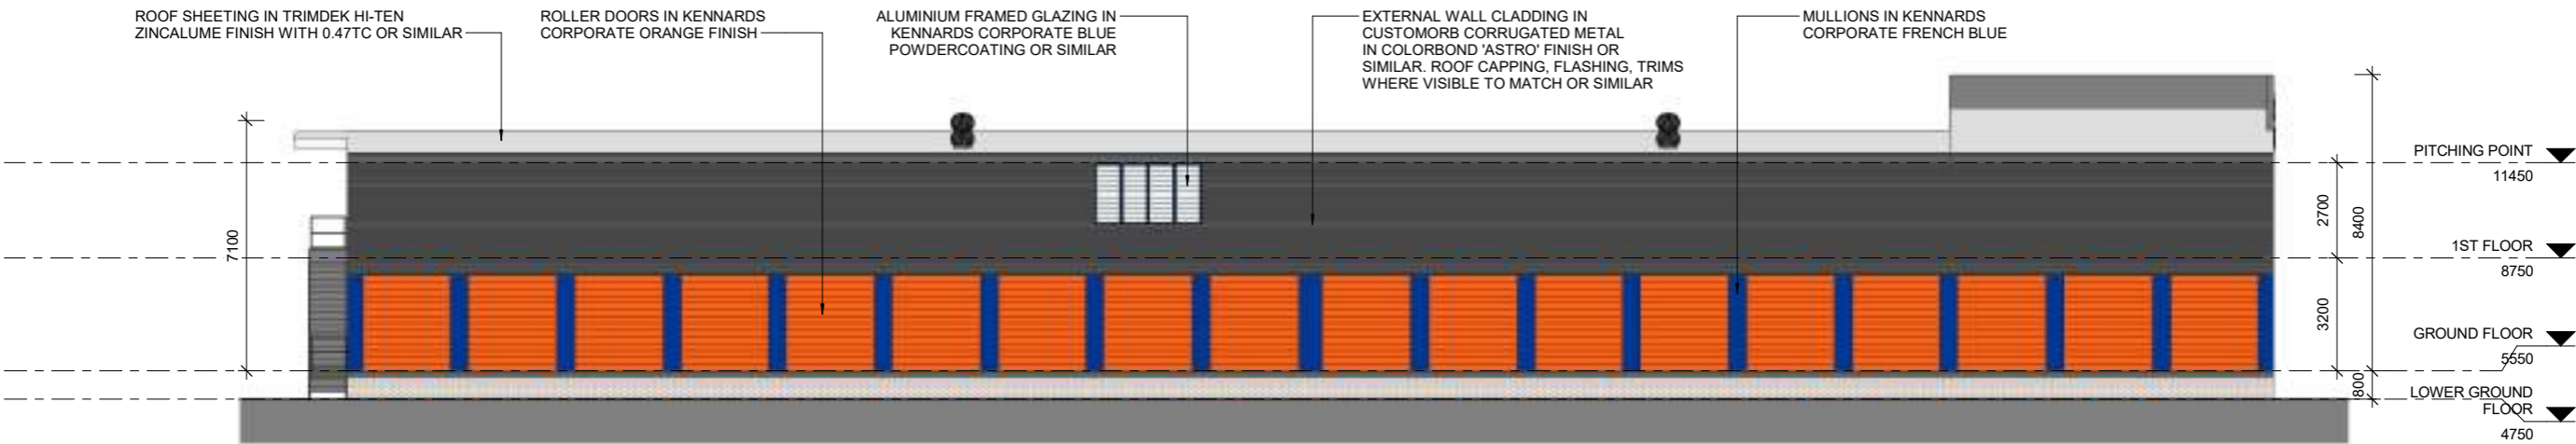 ROOF SHEETING IN TRIMDEK HI-TEN
ZINCALUME FINISH WITH 0.47TC OR SIMILAR
ROLLER DOORS IN KENNARDS
CORPORATE ORANGE FINISH
ALUMINIUM FRAMED GLAZING IN
KENNARDS CORPORATE BLUE
POWDERCOATING OR SIMILAR
EXTERNAL WALL CLADDING IN
CUSTOMORB CORRUGATED METAL
IN COLORBOND 'ASTRO' FINISH OR
SIMILAR. ROOF CAPPING, FLASHING, TRIMS
WHERE VISIBLE TO MATCH OR SIMILAR
MULLIONS IN KENNARDS
CORPORATE FRENCH BLUE
7100
2700
8400
3200
800
PITCHING POINT
11450
1ST FLOOR
8750
GROUND FLOOR
5550
LOWER GROUND
FLOOR
4750